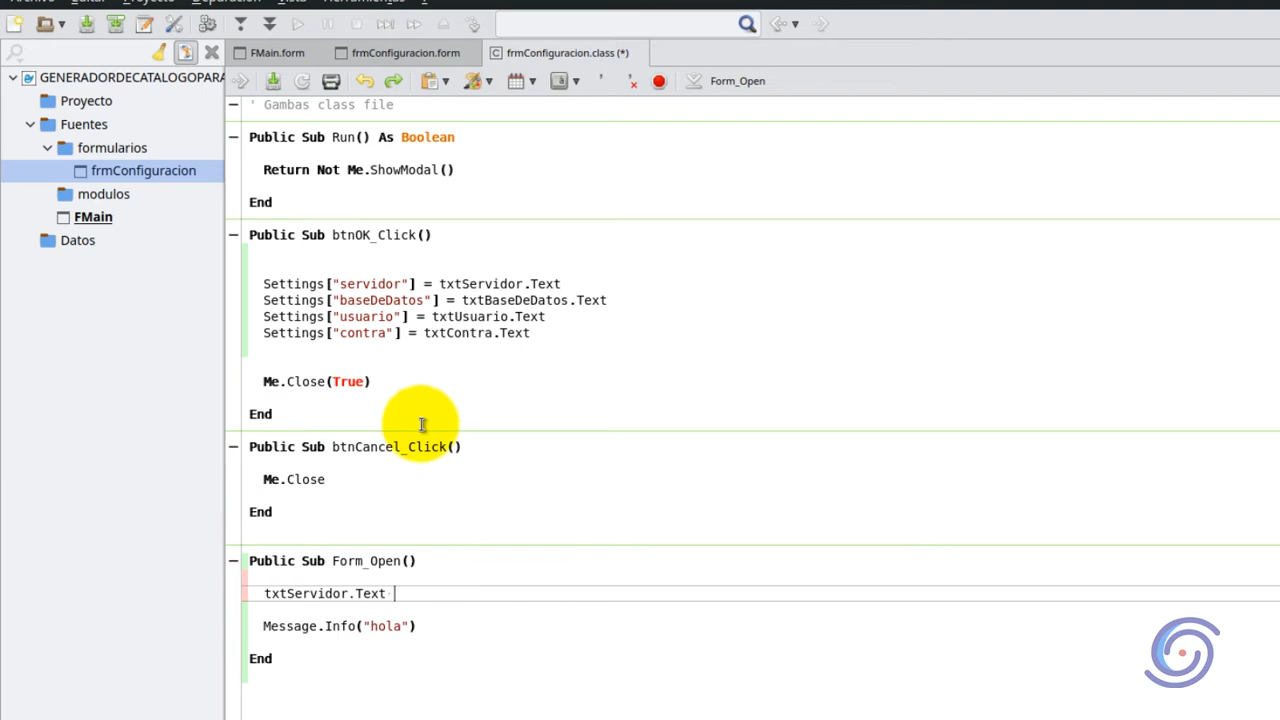 GENERADORDECATALOGOPARA
Proyecto
Fuentes
formularios
frmConfiguracion
modulos
FMain
Datos
FMain.form
frmConfiguracion.form
frmConfiguracion.class (*)
Form_Open
' Gambas class file
Public Sub Run() As Boolean
Return Not Me.ShowModal()
End
Public Sub btnOK_Click()
Settings["servidor"] = txtServidor.Text
Settings["baseDeDatos"] = txtBaseDeDatos.Text
Settings["usuario"] = txtUsuario.Text
Settings["contra"] = txtContra.Text
Me.Close(True)
End
Public Sub btnCancel_Click()
Me.Close
End
Public Sub Form_Open()
txtServidor.Text
Message.Info("hola")
End